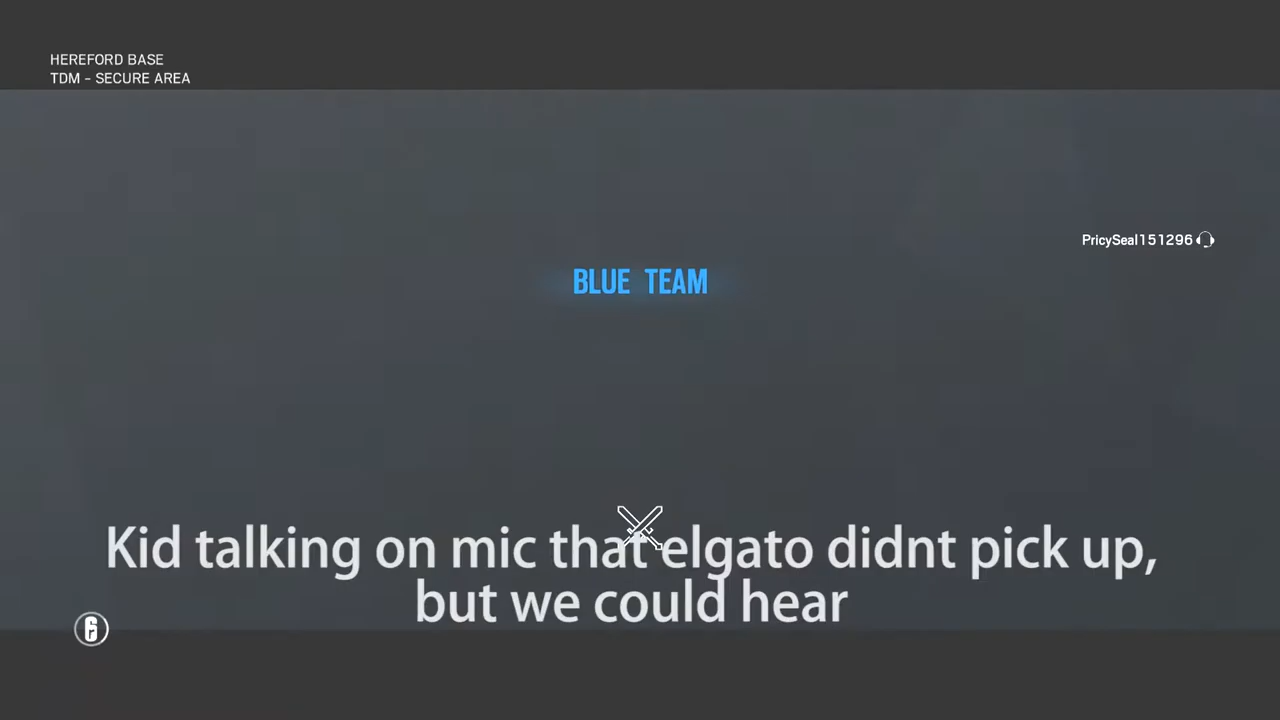 HEREFORD BASE
TDM - SECURE AREA
PricySeal151296
BLUE TEAM
Kid talking on mic that elgato didnt pick up,
but we could hear
6